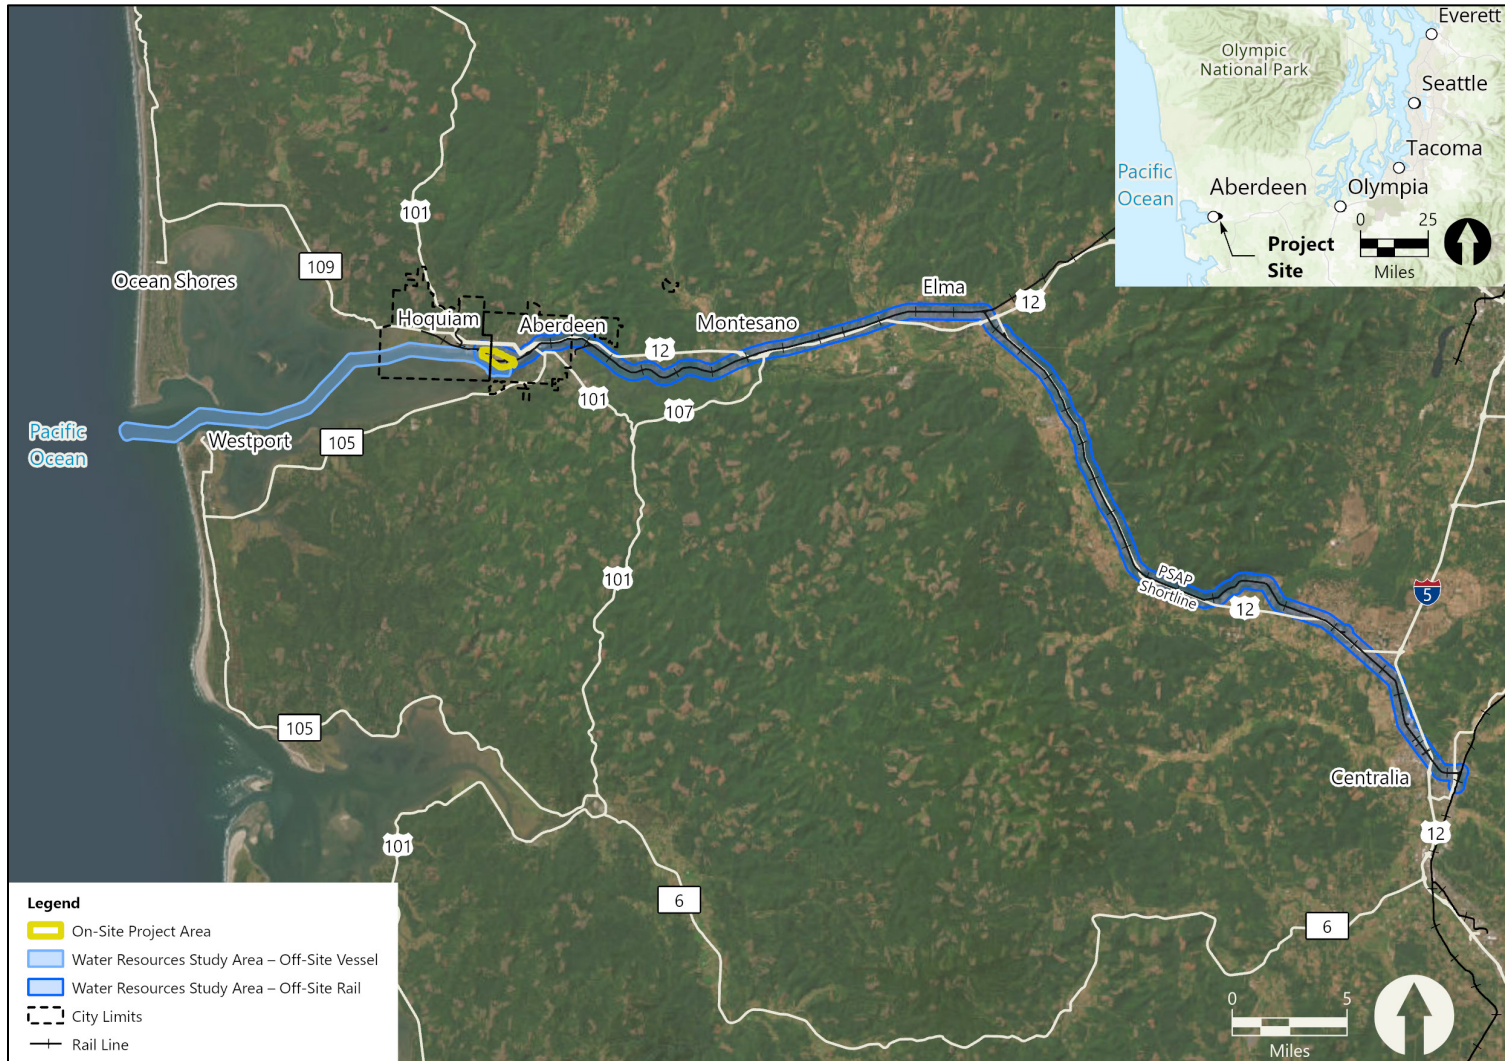 Everett
Olympic
National Park
Seattle
Tacoma
Pacific
Ocean
Aberdeen
Olympia
0 25
Miles
Project
Site
101
109
Ocean Shores
Hoquiam
Aberdeen
Montesano
Elma
12
12
101
107
Pacific
Ocean
Westport
105
101
PSAP
Shortline
12
5
105
Centralia
101
12
6
6
Legend
On-Site Project Area
Water Resources Study Area – Off-Site Vessel
Water Resources Study Area – Off-Site Rail
City Limits
Rail Line
0 5
Miles